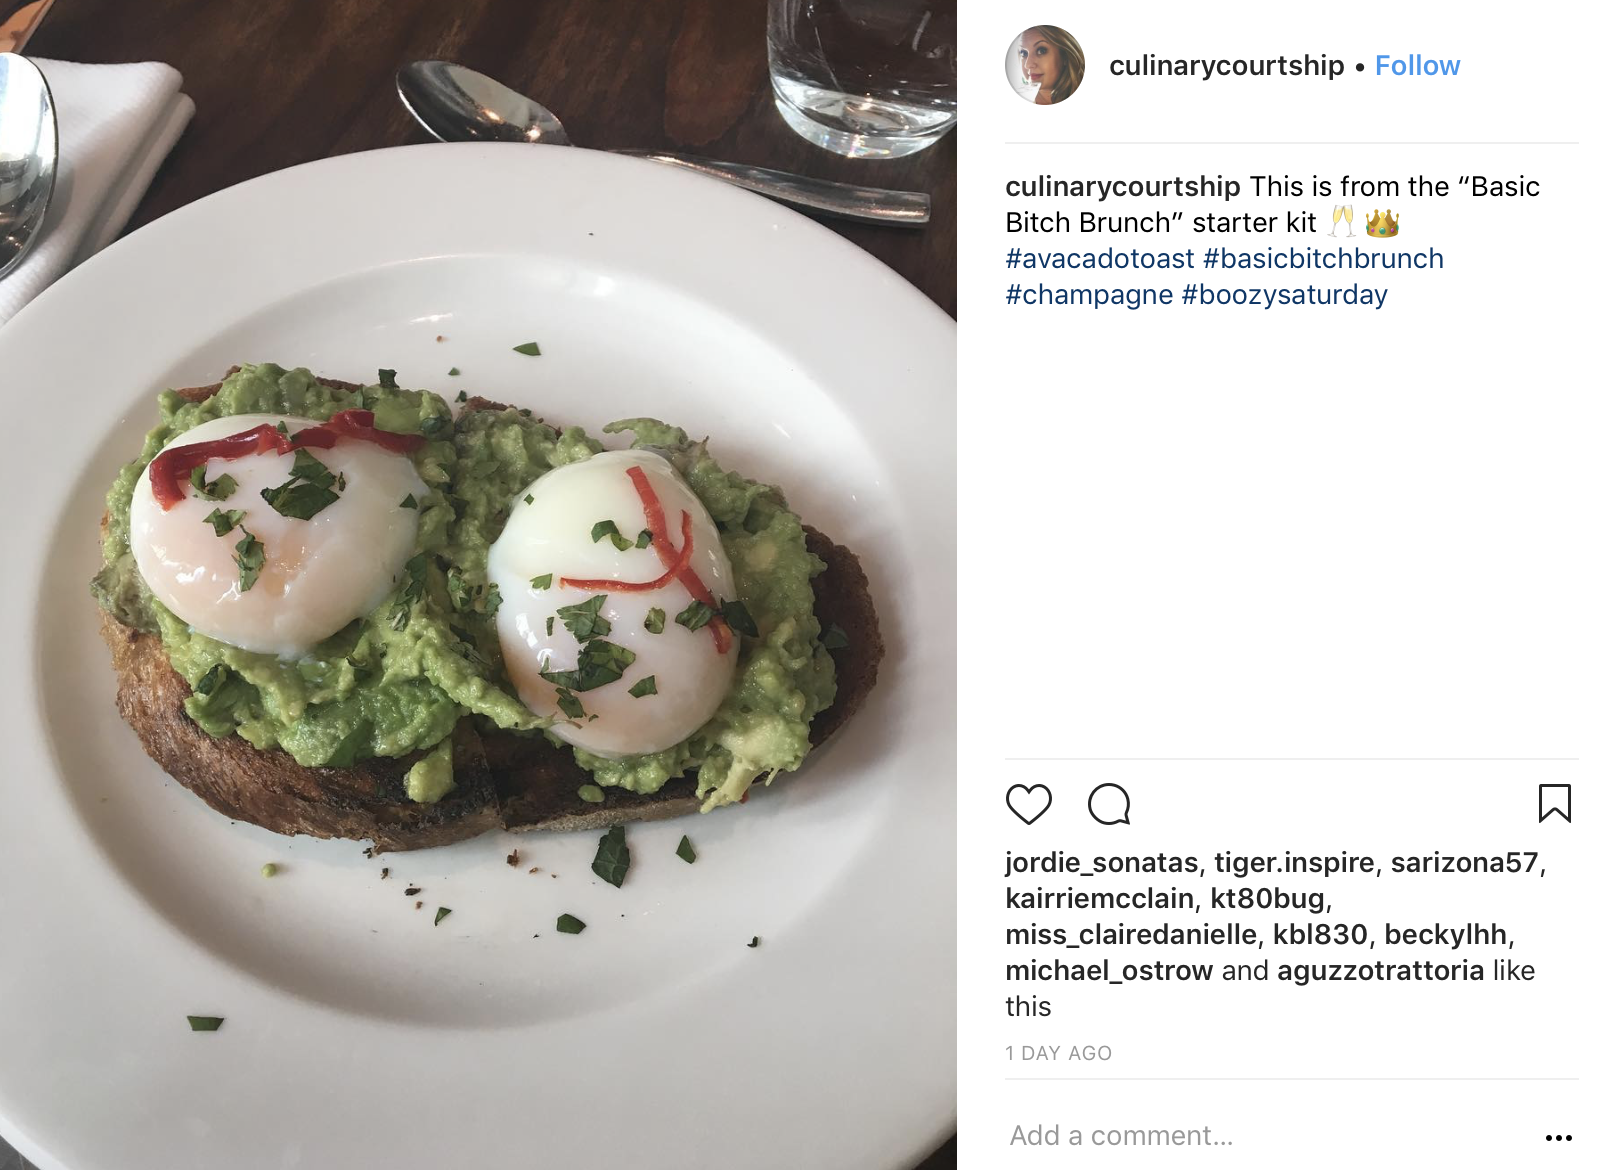 culinarycourtship • Follow
culinarycourtship This is from the “Basic
Bitch Brunch” starter kit 🥂 👑
#avacadotoast #basicbitchbrunch
#champagne #boozysaturday
jordie_sonatas, tiger.inspire, sarizona57,
kairriemcclain, kt80bug,
miss_clairedanielle, kbl830, beckylhh,
michael_ostrow and aguzzotrattoria like
this
1 DAY AGO
Add a comment...